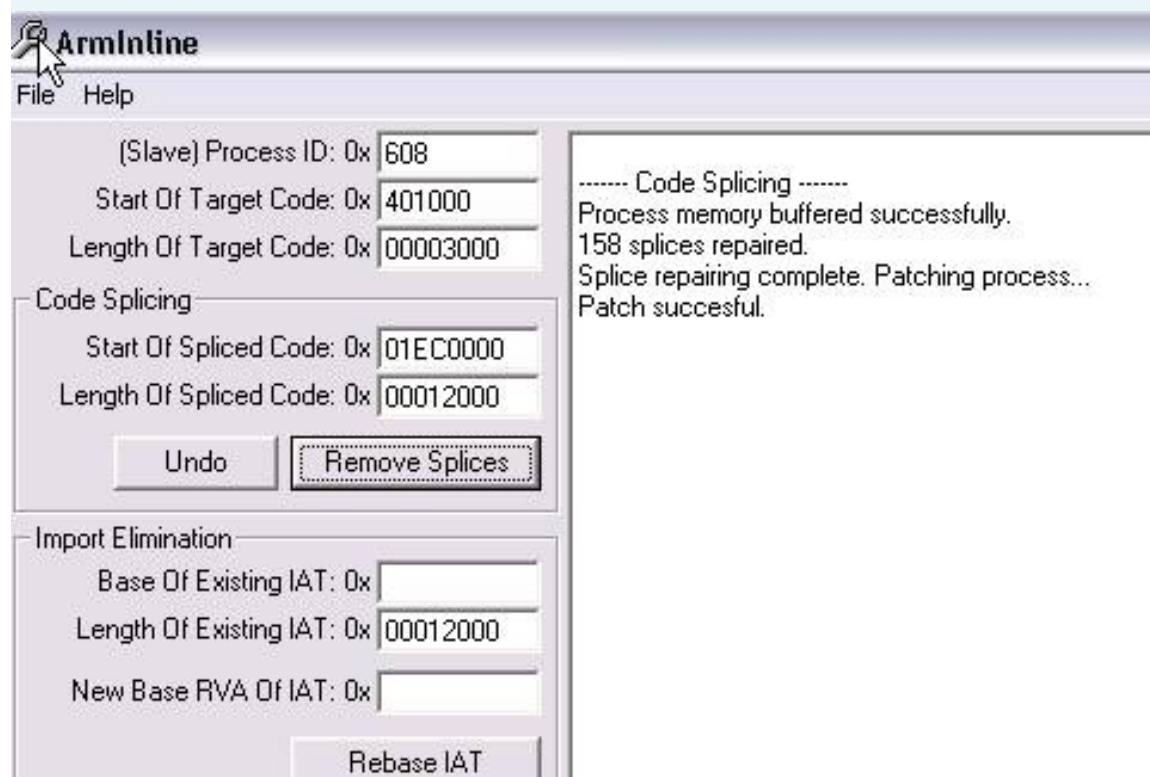 ArmInline
File Help
(Slave) Process ID: 0x 608
Start Of Target Code: 0x 401000
Length Of Target Code: 0x 00003000
Code Splicing
Start Of Spliced Code: 0x 01EC0000
Length Of Spliced Code: 0x 00012000
Undo Remove Splices
Import Elimination
Base Of Existing IAT: 0x
Length Of Existing IAT: 0x 00012000
New Base RVA Of IAT: 0x
Rebase IAT
------- Code Splicing -------
Process memory buffered successfully.
158 splices repaired.
Splice repairing complete. Patching process...
Patch succesful.